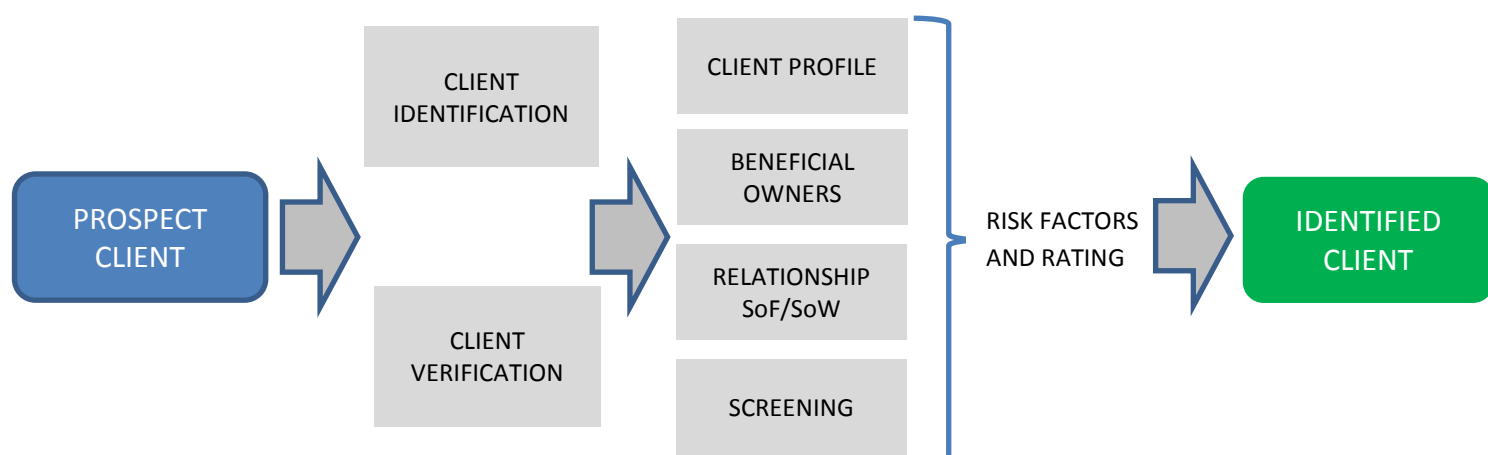 PROSPECT
CLIENT
CLIENT
IDENTIFICATION
CLIENT
VERIFICATION
CLIENT PROFILE
BENEFICIAL
OWNERS
RELATIONSHIP
SoF/SoW
SCREENING
RISK FACTORS
AND RATING
IDENTIFIED
CLIENT